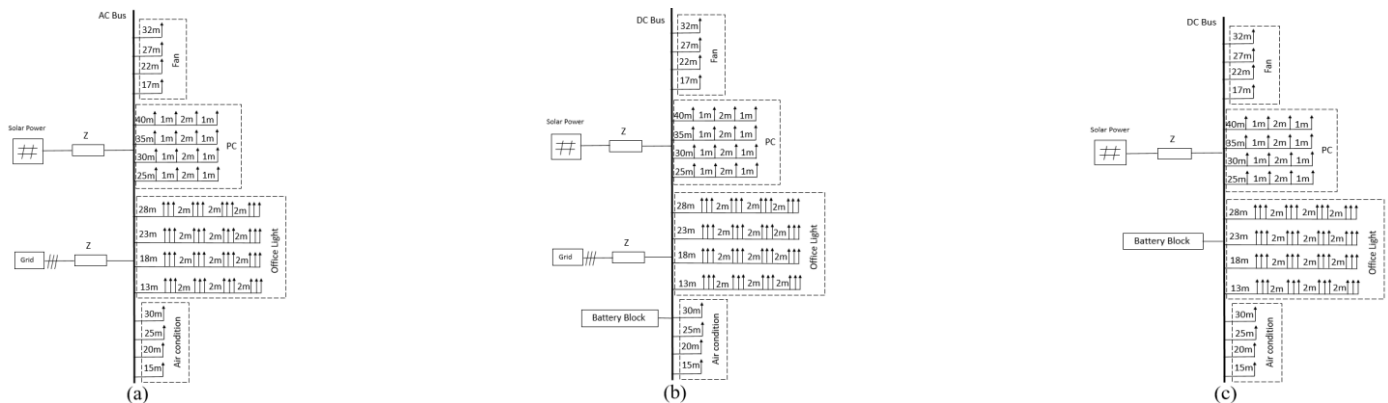 AC Bus
32m
27m
22m
17m
Fan
40m 1m 2m 1m
35m 1m 2m 1m
30m 1m 2m 1m
25m 1m 2m 1m
PC
Solar Power
Z
28m 2m 2m 2m
23m 2m 2m 2m
18m 2m 2m 2m
13m 2m 2m 2m
Office Light
Grid
Z
30m
25m
20m
15m
Air condition
(a)
DC Bus
32m
27m
22m
17m
Fan
40m 1m 2m 1m
35m 1m 2m 1m
30m 1m 2m 1m
25m 1m 2m 1m
PC
Solar Power
Z
28m 2m 2m 2m
23m 2m 2m 2m
18m 2m 2m 2m
13m 2m 2m 2m
Office Light
Grid
Z
Battery Block
30m
25m
20m
15m
Air condition
(b)
DC Bus
32m
27m
22m
17m
Fan
40m 1m 2m 1m
35m 1m 2m 1m
30m 1m 2m 1m
25m 1m 2m 1m
PC
Solar Power
Z
28m 2m 2m 2m
23m 2m 2m 2m
18m 2m 2m 2m
13m 2m 2m 2m
Office Light
Battery Block
30m
25m
20m
15m
Air condition
(c)